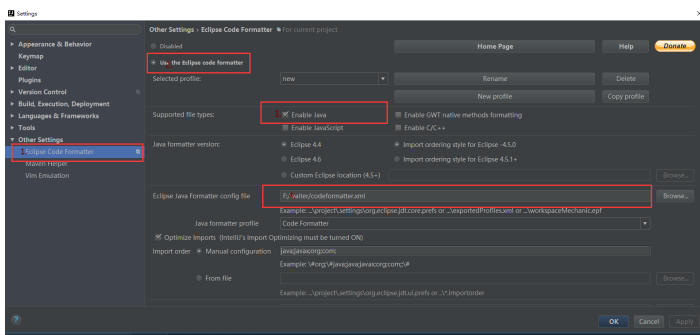 Settings
Other Settings › Eclipse Code Formatter For current project
Appearance & Behavior
Keymap
Editor
Plugins
Version Control
Build, Execution, Deployment
Languages & Frameworks
Tools
Other Settings
Eclipse Code Formatter
Maven Helper
Vim Emulation
Disabled
Home Page
Help
Donate
Use the Eclipse code formatter
Selected profile:
new
Rename
Delete
New profile
Copy profile
Supported file types:
Enable Java
Enable GWT native methods formatting
Enable JavaScript
Enable C/C++
Java formatter version:
Eclipse 4.4
Import ordering style for Eclipse -4.5.0
Eclipse 4.6
Import ordering style for Eclipse 4.5.1+
Custom Eclipse location (4.5+)
Browse...
Eclipse Java Formatter config file
/codeformatter.xml
Browse...
Example: ...\project\.settings\org.eclipse.jdt.core.prefs or ...\exportedProfiles.xml or ...\workspaceMechanic.epf
Java formatter profile
Code Formatter
Optimize Imports (IntelliJ's Import Optimizing must be turned ON)
Import order
Manual configuration
java;javax;org;com;
Example: \#org;\#java;java;javax;org;com;\#
From file
Browse...
Example: ...\project\.settings\org.eclipse.jdt.ui.prefs or ...\*.importorder
?
OK
Cancel
Apply